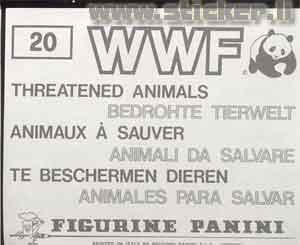 www.sticker.li
20
WWF
THREATENED ANIMALS
BEDROHTE TIERWELT
ANIMAUX À SAUVER
ANIMALI DA SALVARE
TE BESCHERMEN DIEREN
ANIMALES PARA SALVAR
FIGURINE PANINI